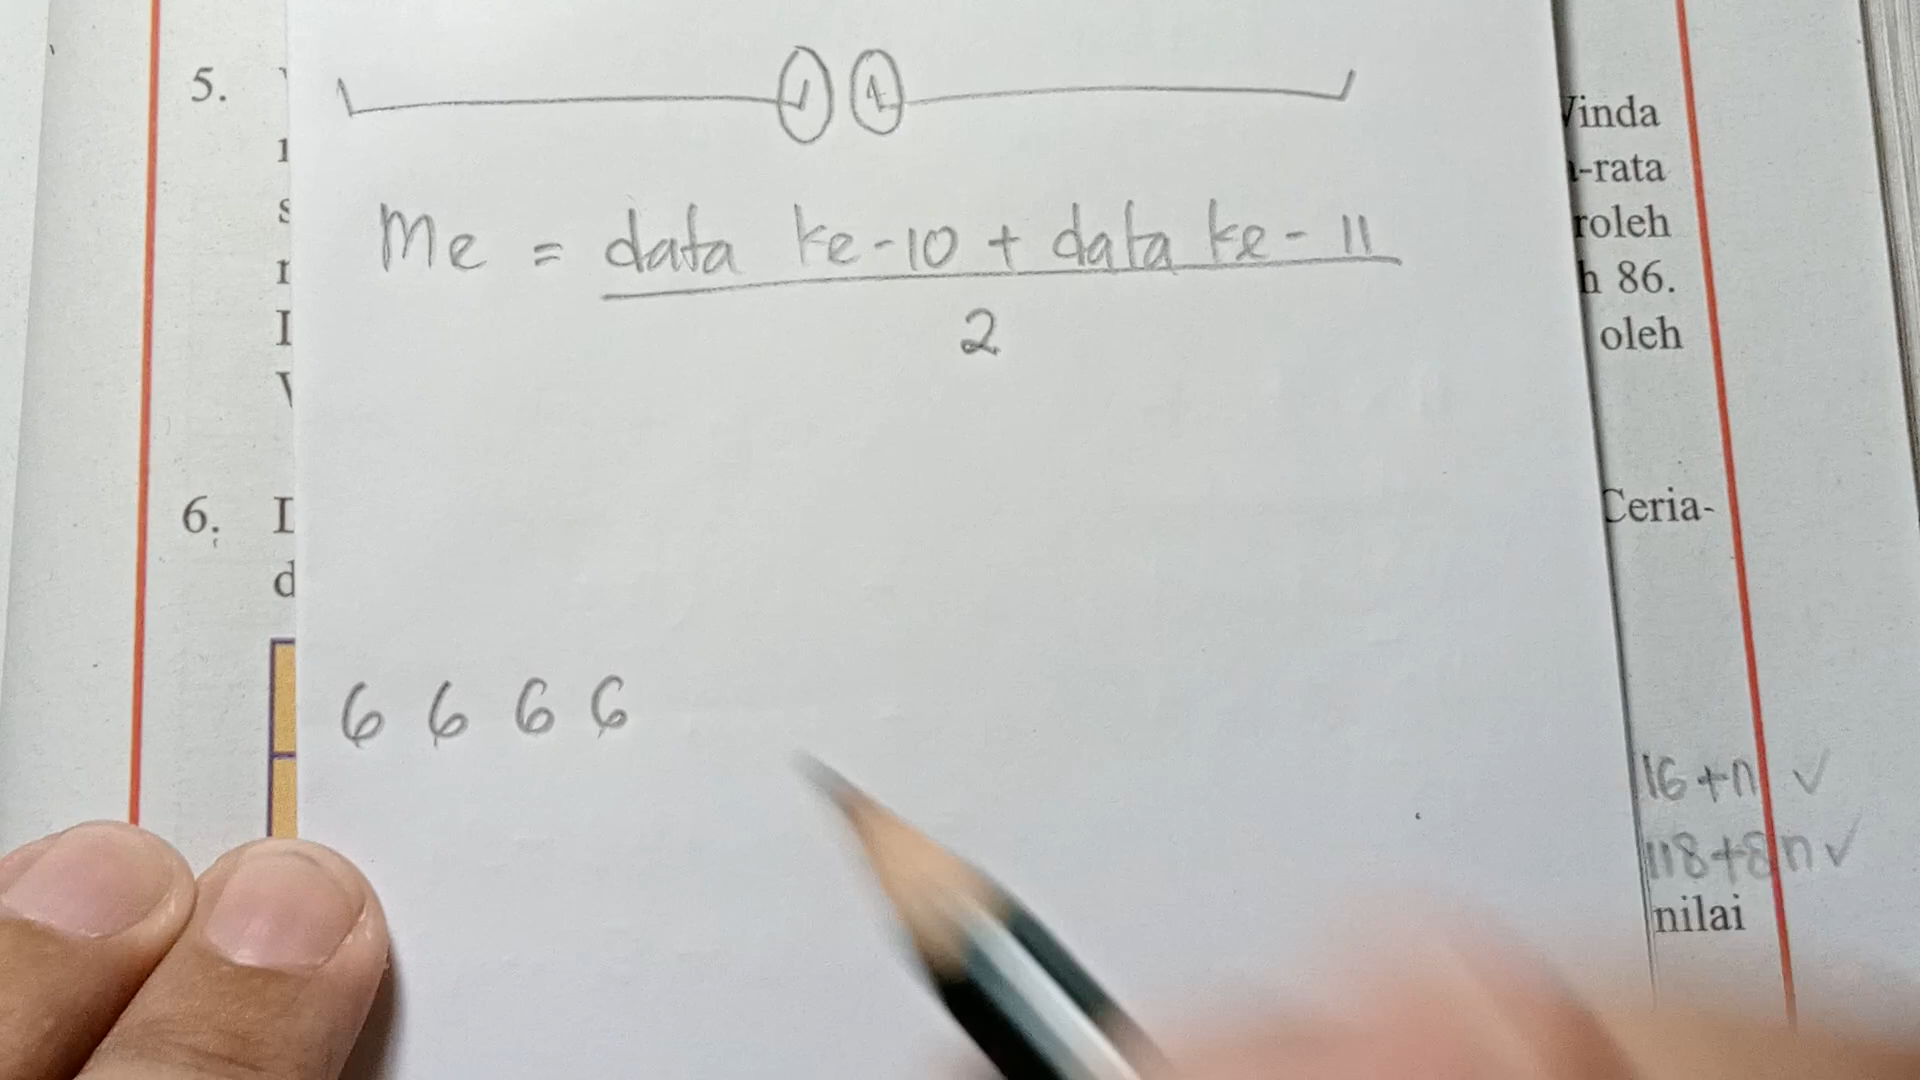 5.
Vinda
-rata
roleh
h 86.
oleh
Me = data ke-10 + data ke-11
2
6.
Ceria-
d
6 6 6 6
16+n ✓
118+8n ✓
nilai